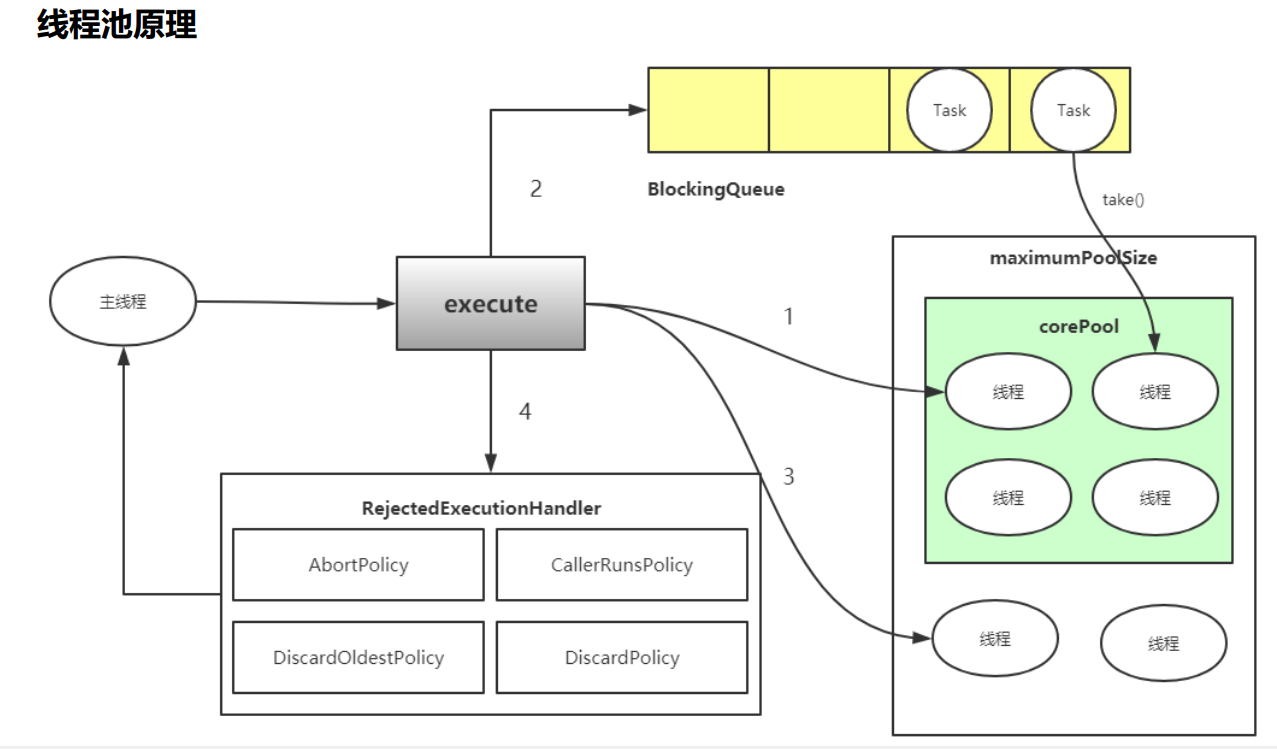 线程池原理
Task
Task
2
BlockingQueue
take()
maximumPoolSize
主线程
execute
1
corePool
线程
线程
4
3
线程
线程
RejectedExecutionHandler
AbortPolicy
CallerRunsPolicy
DiscardOldestPolicy
DiscardPolicy
线程
线程